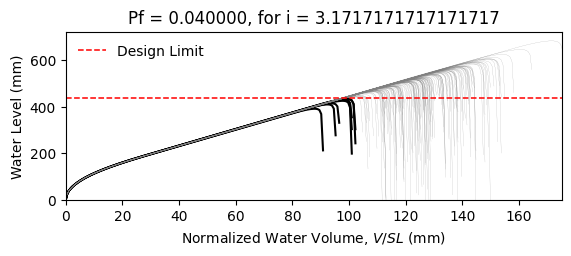 Pf = 0.040000, for i = 3.1717171717171717
Water Level (mm)
600
400
200
0
Design Limit
0 20 40 60 80 100 120 140 160
Normalized Water Volume, V/SL (mm)